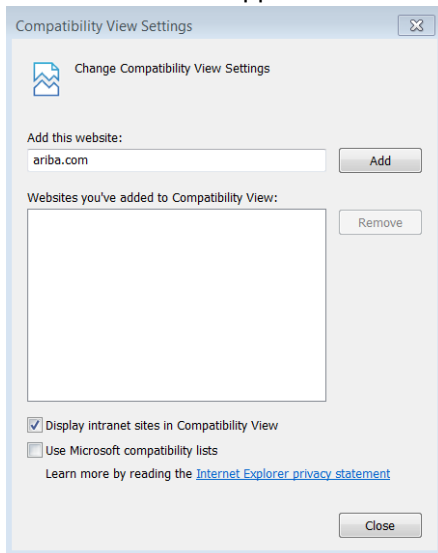 Compatibility View Settings
Change Compatibility View Settings
Add this website:
ariba.com
Add
Websites you've added to Compatibility View:
Remove
Display intranet sites in Compatibility View
Use Microsoft compatibility lists
Learn more by reading the Internet Explorer privacy statement
Close